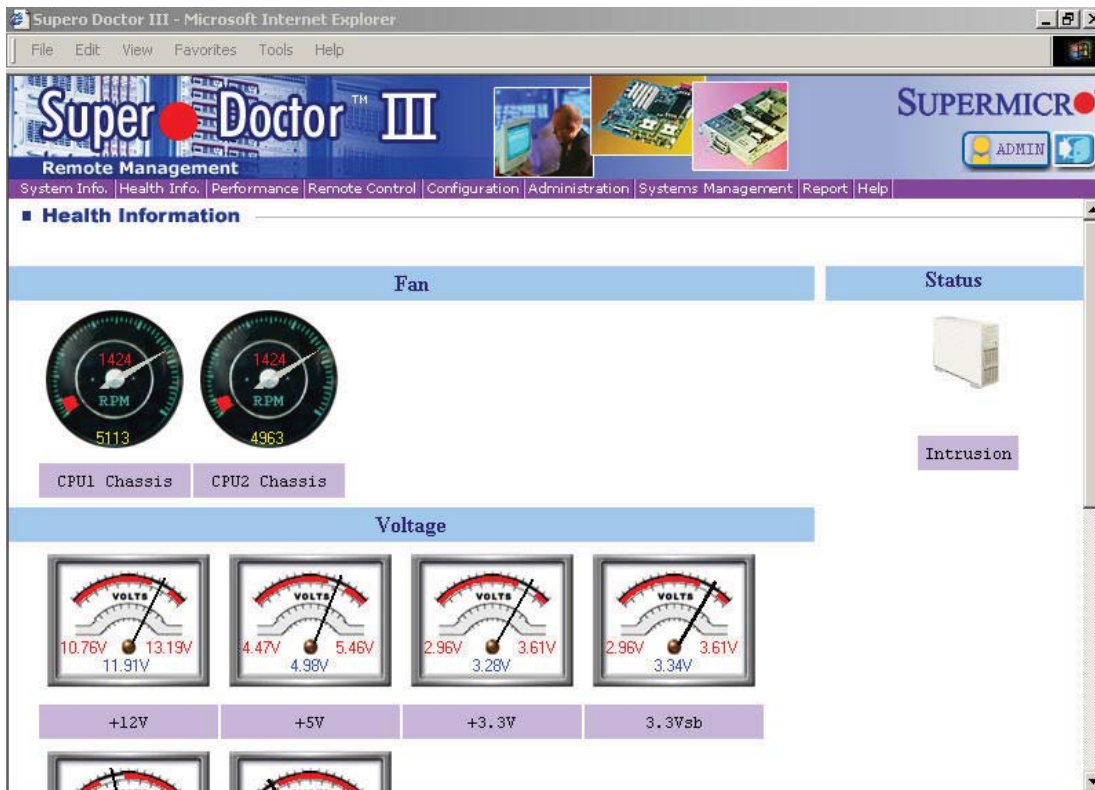 Supero Doctor III - Microsoft Internet Explorer
File Edit View Favorites Tools Help
Super Doctor™ III
Remote Management
SUPERMICR
ADMIN
System Info. | Health Info. | Performance | Remote Control | Configuration | Administration | Systems Management | Report | Help
Health Information
Fan
Status
1424
RPM
5113
1424
RPM
4963
CPU1 Chassis
CPU2 Chassis
Intrusion
Voltage
VOLTS
10.76V 13.19V
11.91V
VOLTS
4.47V 5.46V
4.98V
VOLTS
2.96V 3.61V
3.28V
VOLTS
2.96V 3.61V
3.34V
+12V
+5V
+3.3V
3.3Vsb